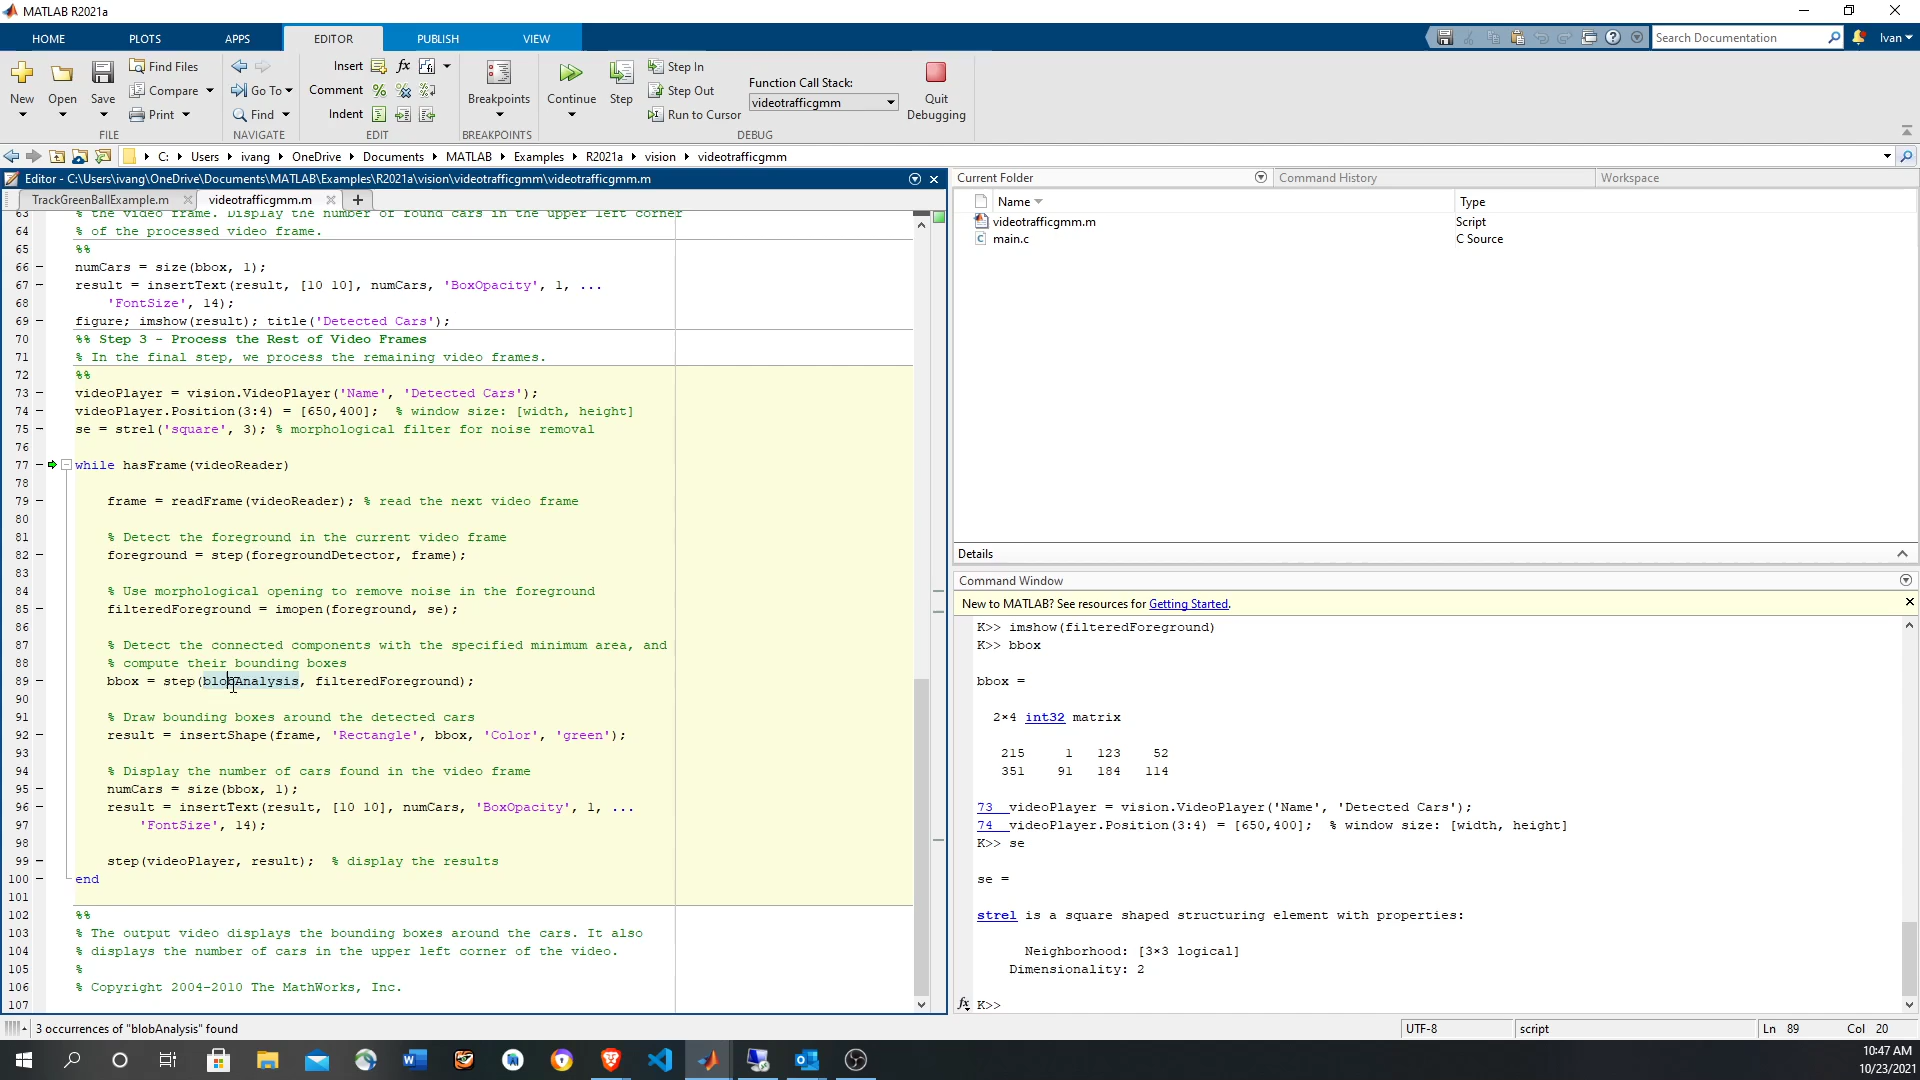 MATLAB R2021a
HOME PLOTS APPS EDITOR PUBLISH VIEW
Search Documentation
Ivan
New Open Save
Find Files
Compare
Print
FILE
Go To
Find
NAVIGATE
Insert
Comment
Indent
EDIT
Breakpoints
BREAKPOINTS
Continue Step
Step In
Step Out
Run to Cursor
Function Call Stack:
videotrafficgmm
Quit Debugging
DEBUG
C: Users ivang OneDrive Documents MATLAB Examples R2021a vision videotrafficgmm
Editor - C:\Users\ivang\OneDrive\Documents\MATLAB\Examples\R2021a\vision\videotrafficgmm\videotrafficgmm.m
TrackGreenBallExample.m videotrafficgmm.m
63 % the video frame. Display the number of found cars in the upper left corner
64 % of the processed video frame.
65 %%
66 numCars = size(bbox, 1);
67 result = insertText(result, [10 10], numCars, 'BoxOpacity', 1, ...
68 'FontSize', 14);
69 figure; imshow(result); title('Detected Cars');
70 %% Step 3 - Process the Rest of Video Frames
71 % In the final step, we process the remaining video frames.
72 %%
73 videoPlayer = vision.VideoPlayer('Name', 'Detected Cars');
74 videoPlayer.Position(3:4) = [650,400]; % window size: [width, height]
75 se = strel('square', 3); % morphological filter for noise removal
76
77 while hasFrame(videoReader)
78
79 frame = readFrame(videoReader); % read the next video frame
80
81 % Detect the foreground in the current video frame
82 foreground = step(foregroundDetector, frame);
83
84 % Use morphological opening to remove noise in the foreground
85 filteredForeground = imopen(foreground, se);
86
87 % Detect the connected components with the specified minimum area, and
88 % compute their bounding boxes
89 bbox = step(blobAnalysis, filteredForeground);
90
91 % Draw bounding boxes around the detected cars
92 result = insertShape(frame, 'Rectangle', bbox, 'Color', 'green');
93
94 % Display the number of cars found in the video frame
95 numCars = size(bbox, 1);
96 result = insertText(result, [10 10], numCars, 'BoxOpacity', 1, ...
97 'FontSize', 14);
98
99 step(videoPlayer, result); % display the results
100 end
101
102 %%
103 % The output video displays the bounding boxes around the cars. It also
104 % displays the number of cars in the upper left corner of the video.
105 %
106 % Copyright 2004-2010 The MathWorks, Inc.
107
Current Folder Command History Workspace
Name Type
videotrafficgmm.m Script
main.c C Source
Details
Command Window
New to MATLAB? See resources for Getting Started.
K>> imshow(filteredForeground)
K>> bbox
bbox =
2×4 int32 matrix
215 1 123 52
351 91 184 114
73 videoPlayer = vision.VideoPlayer('Name', 'Detected Cars');
74 videoPlayer.Position(3:4) = [650,400]; % window size: [width, height]
K>> se
se =
strel is a square shaped structuring element with properties:
Neighborhood: [3×3 logical]
Dimensionality: 2
fx K>>
3 occurrences of "blobAnalysis" found
UTF-8 script Ln 89 Col 20
10:47 AM
10/23/2021